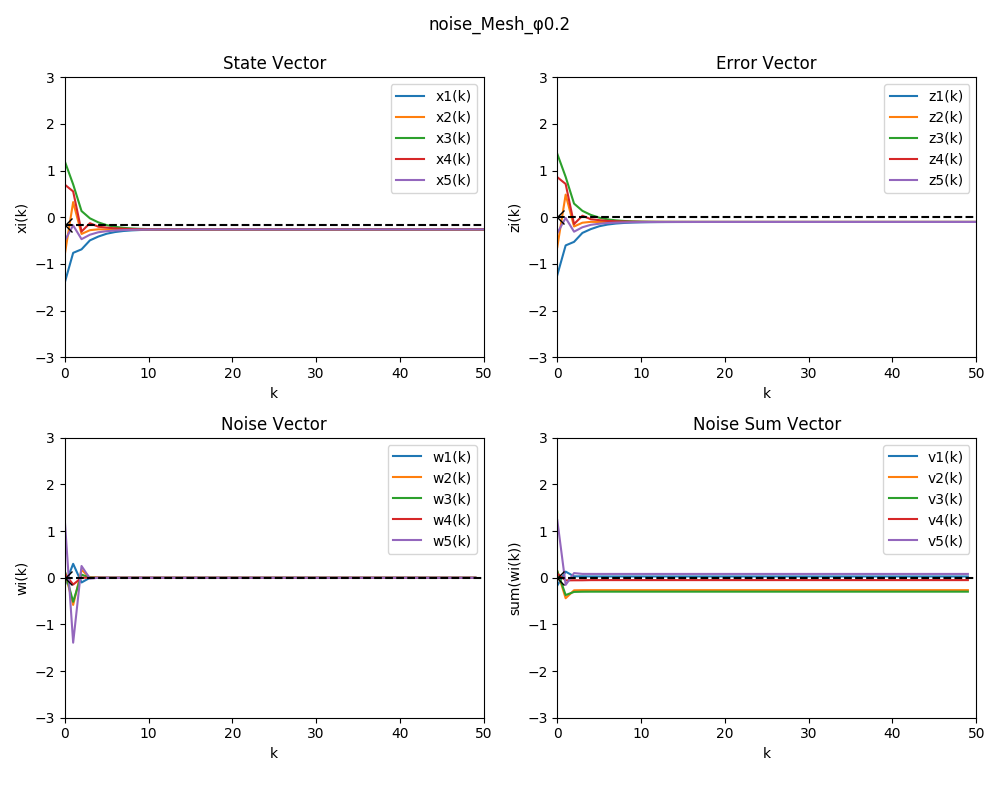 noise_Mesh_φ0.2
State Vector
3
2
1
0
−1
−2
−3
xi(k)
x1(k)
x2(k)
x3(k)
x4(k)
x5(k)
0 10 20 30 40 50
k
Error Vector
3
2
1
0
−1
−2
−3
zi(k)
z1(k)
z2(k)
z3(k)
z4(k)
z5(k)
0 10 20 30 40 50
k
Noise Vector
3
2
1
0
−1
−2
−3
wi(k)
w1(k)
w2(k)
w3(k)
w4(k)
w5(k)
0 10 20 30 40 50
k
Noise Sum Vector
3
2
1
0
−1
−2
−3
sum(wi(k))
v1(k)
v2(k)
v3(k)
v4(k)
v5(k)
0 10 20 30 40 50
k